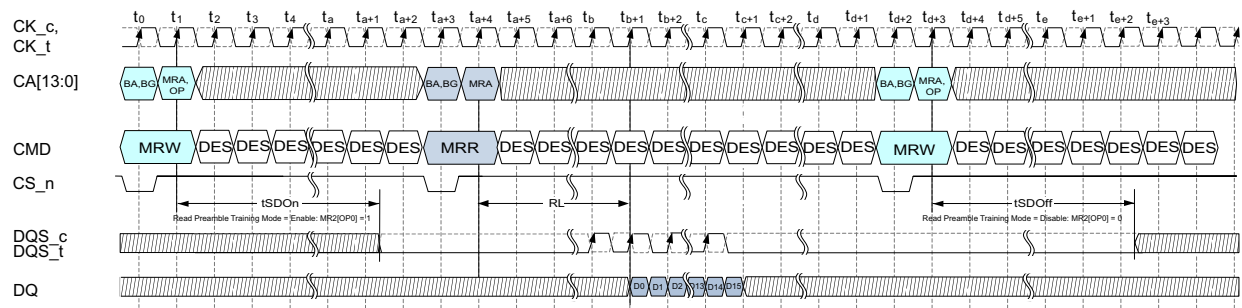 t0 t1 t2 t3 t4 ta ta+1 ta+2 ta+3 ta+4 ta+5 ta+6 tb tb+1 tb+2 tc tc+1 tc+2 td td+1 td+2 td+3 td+4 td+5 te te+1 te+2 te+3
CK_c,
CK_t
CA[13:0] BA,BG MRA, OP BA,BG MRA BA,BG MRA, OP
CMD MRW DES DES DES DES DES DES MRR DES DES DES DES DES DES DES DES DES DES MRW DES DES DES DES DES DES DES
CS_n
tSDOn RL tSDOff
Read Preamble Training Mode = Enable: MR2[OP0] = 1 Read Preamble Training Mode = Disable: MR2[OP0] = 0
DQS_c
DQS_t
DQ D0 D1 D2 D13 D14 D15